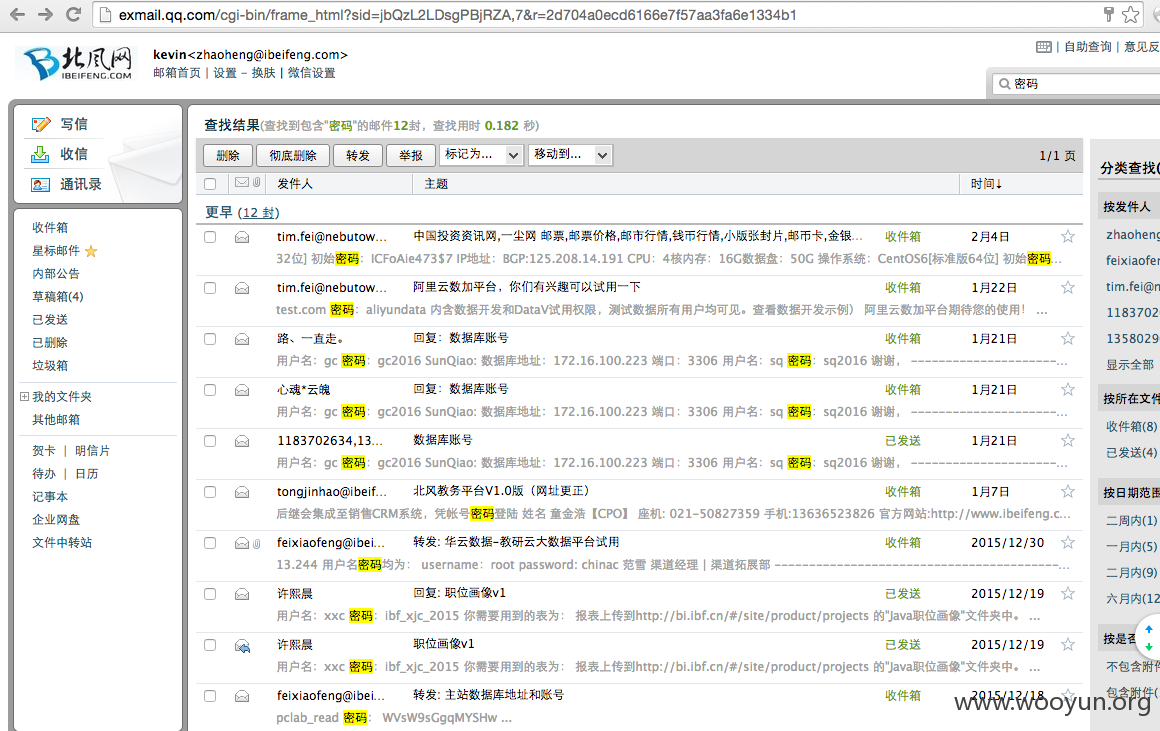 exmail.qq.com/cgi-bin/frame_html?sid=jbQzL2LDsgPBjRZA,7&r=2d704a0ecd6166e7f57aa3fa6e1334b1
北风网
IBEIFENG.COM
kevin<zhaoheng@ibeifeng.com>
邮箱首页 | 设置 - 换肤 | 微信设置
自助查询 | 意见反
密码
写信
收信
通讯录
收件箱
星标邮件
内部公告
草稿箱(4)
已发送
已删除
垃圾箱
我的文件夹
其他邮箱
贺卡 | 明信片
待办 | 日历
记事本
企业网盘
文件中转站
查找结果(查找到包含"密码"的邮件12封，查找用时 0.182 秒)
删除 彻底删除 转发 举报 标记为... 移动到... 1/1 页
发件人 主题 时间↓
更早 (12 封)
tim.fei@nebutow... 中国投资资讯网,一尘网 邮票,邮票价格,邮市行情,钱币行情,小版张封片,邮币卡,金银... 收件箱 2月4日
32位] 初始密码：ICFoAie473$7 IP地址：BGP:125.208.14.191 CPU：4核内存：16G数据盘：50G 操作系统：CentOS6[标准版64位] 初始密码...
tim.fei@nebutow... 阿里云数加平台，你们有兴趣可以试用一下 收件箱 1月22日
test.com 密码：aliyundata 内含数据开发和DataV试用权限，测试数据所有用户均可见。查看数据开发示例） 阿里云数加平台期待您的使用！ ...
路、一直走。 回复：数据库账号 收件箱 1月21日
用户名：gc 密码：gc2016 SunQiao: 数据库地址：172.16.100.223 端口：3306 用户名：sq 密码：sq2016 谢谢， ----------------------...
心魂*云魄 回复：数据库账号 收件箱 1月21日
用户名：gc 密码：gc2016 SunQiao: 数据库地址：172.16.100.223 端口：3306 用户名：sq 密码：sq2016 谢谢， ----------------------...
1183702634,13... 数据库账号 已发送 1月21日
用户名：gc 密码：gc2016 SunQiao: 数据库地址：172.16.100.223 端口：3306 用户名：sq 密码：sq2016 谢谢， ----------------------...
tongjinhao@ibeif... 北风教务平台V1.0版（网址更正） 收件箱 1月7日
后继会集成至销售CRM系统，凭帐号密码登陆 姓名 童金浩【CPO】 座机: 021-50827359 手机:13636523826 官方网站:http://www.ibeifeng.c...
feixiaofeng@ibei... 转发: 华云数据-教研云大数据平台试用 收件箱 2015/12/30
13.244 用户名密码均为： username：root password: chinac 范雪 渠道经理 | 渠道拓展部 ----------------------------------------...
许熙晨 回复: 职位画像v1 已发送 2015/12/19
用户名：xxc 密码：ibf_xjc_2015 你需要用到的表为： 报表上传到http://bi.ibf.cn/#/site/product/projects 的"Java职位画像"文件夹中。 ...
许熙晨 职位画像v1 已发送 2015/12/19
用户名：xxc 密码：ibf_xjc_2015 你需要用到的表为： 报表上传到http://bi.ibf.cn/#/site/product/projects 的"Java职位画像"文件夹中。 ...
feixiaofeng@ibei... 转发: 主站数据库地址和账号 收件箱 2015/12/18
pclab_read 密码： WVsW9sGgqMYSHw ...
分类查找(
按发件人
zhaoheng
feixiaofer
tim.fei@n
1183702
1358029
显示全部
按所在文件
收件箱(8)
已发送(4)
按日期范围
二周内(1)
一月内(5)
二月内(9)
六月内(12
按是否
不包含附件
包含附件(
www.wooyun.org